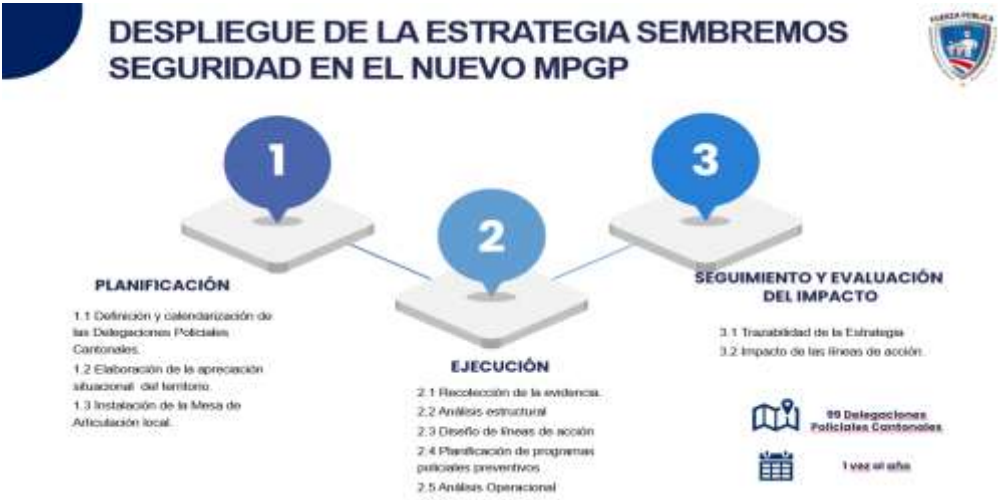 DESPLIEGUE DE LA ESTRATEGIA SEMBREMOS
SEGURIDAD EN EL NUEVO MPGP
FUERZA PÚBLICA
1
2
3
PLANIFICACIÓN
1.1 Definición y calendarización de
las Delegaciones Policiales
Cantonales.
1.2 Elaboración de la apreciación
situacional del territorio.
1.3 Instalación de la Mesa de
Articulación local.
EJECUCIÓN
2.1 Recolección de la evidencia.
2.2 Análisis estructural
2.3 Diseño de líneas de acción
2.4 Planificación de programas
policiales preventivos
2.5 Análisis Operacional
SEGUIMIENTO Y EVALUACIÓN
DEL IMPACTO
3.1 Trazabilidad de la Estrategia
3.2 Impacto de las líneas de acción.
99 Delegaciones
Policiales Cantonales
1 vez al año